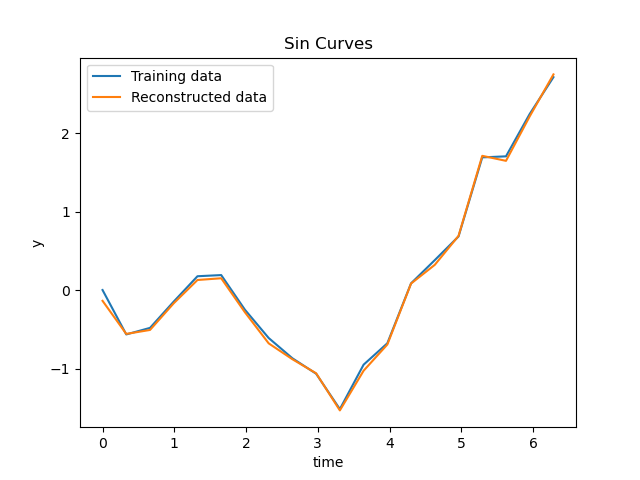 Sin Curves
Training data
Reconstructed data
y
2
1
0
−1
0 1 2 3 4 5 6
time